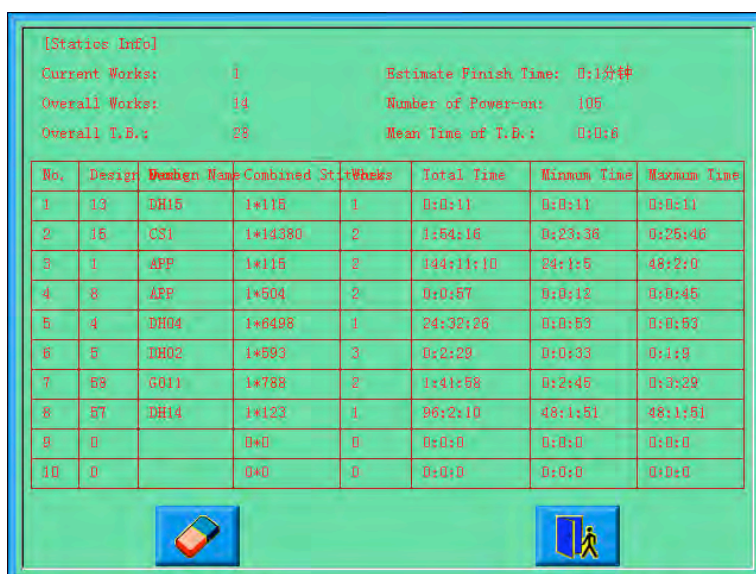 [Statics Info]
Current Works: 1 Estimate Finish Time: 0:1分钟
Overall Works: 14 Number of Power-on: 105
Overall T.B.: 28 Mean Time of T.B.: 0:0:6
No. Design Number Design Name Combined Stitches Works Total Time Minmum Time Maxmum Time
1 13 DH15 1*115 1 0:0:11 0:0:11 0:0:11
2 15 CS1 1*14380 2 1:54:16 0:23:36 0:25:46
3 1 APP 1*115 2 144:11:10 24:1:5 48:2:0
4 8 APP 1*504 2 0:0:57 0:0:12 0:0:45
5 4 DH04 1*6498 1 24:32:26 0:0:53 0:0:53
6 5 DH02 1*593 3 0:2:29 0:0:33 0:1:9
7 G011 1*788 2 1:41:58 0:2:45 0:3:29
8 57 DH14 1*123 1 96:2:10 48:1:51 48:1:51
9 0 0*0 0 0:0:0 0:0:0 0:0:0
10 0 0*0 0 0:0:0 0:0:0 0:0:0